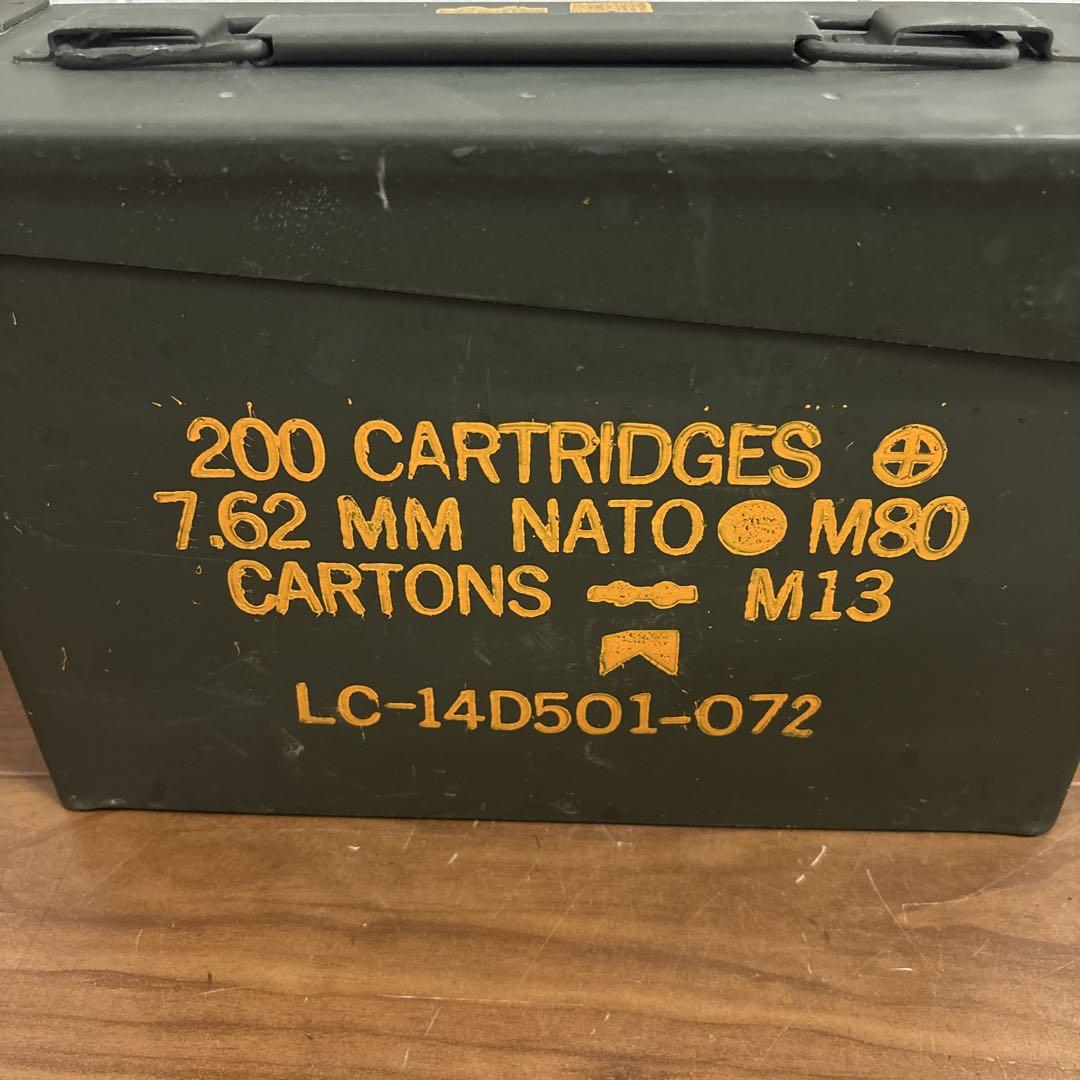 200 CARTRIDGES ⊕
7.62 MM NATO ● M80
CARTONS M13
LC-14D501-072